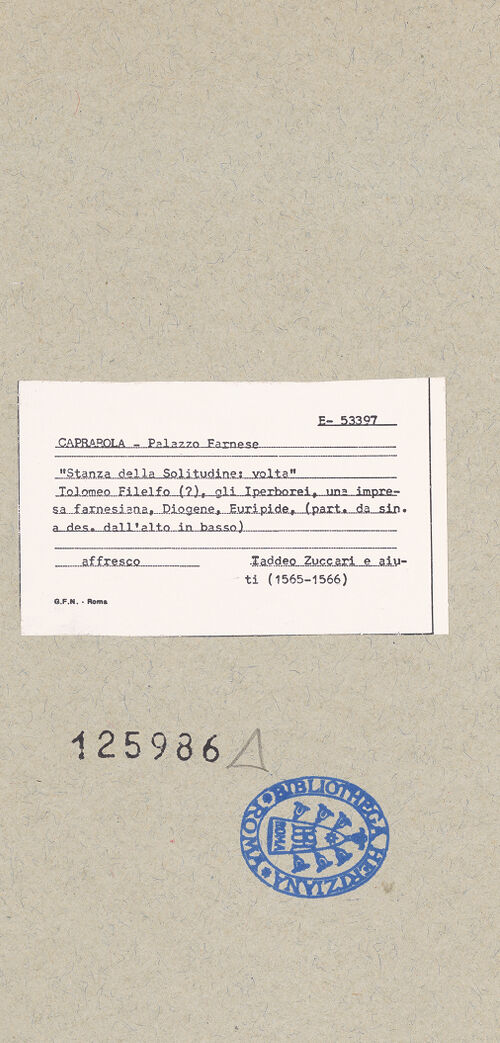 E- 53397
CAPRAROLA - Palazzo Farnese
"Stanza della Solitudine: volta"
Tolomeo Filelfo (?), gli Iperborei, una impre-
sa farnesiana, Diogene, Euripide, (part. da sin.
a des. dall'alto in basso)
affresco
Taddeo Zuccari e aiu-
ti (1565-1566)
G.F.N. - Roma
125986
BIBLIOTHECA HERTZIANA ROMA
ROMA